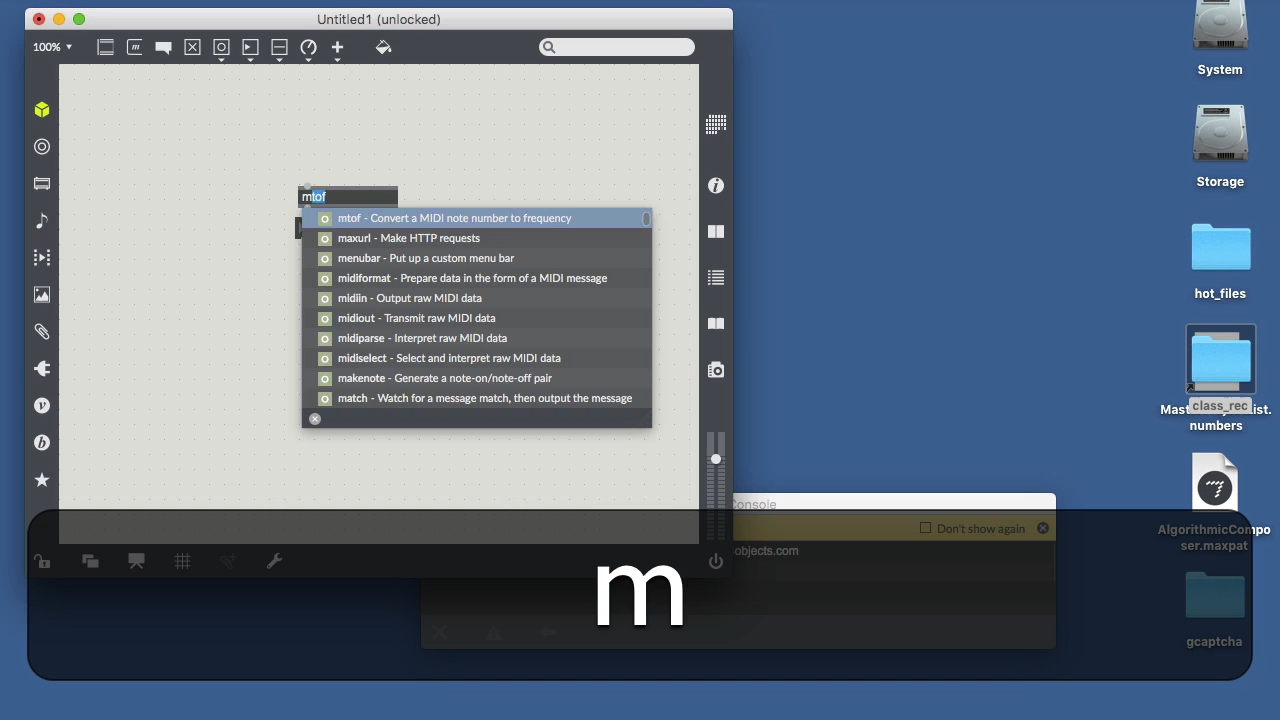 Untitled1 (unlocked)
100%
mtof
mtof - Convert a MIDI note number to frequency
maxurl - Make HTTP requests
menubar - Put up a custom menu bar
midiformat - Prepare data in the form of a MIDI message
midiin - Output raw MIDI data
midiout - Transmit raw MIDI data
midiparse - Interpret raw MIDI data
midiselect - Select and interpret raw MIDI data
makenote - Generate a note-on/note-off pair
match - Watch for a message match, then output the message
System
Storage
hot_files
class_rec
numbers
AlgorithmicCompo
ser.maxpat
gcaptcha
Console
Don't show again
objects.com
m